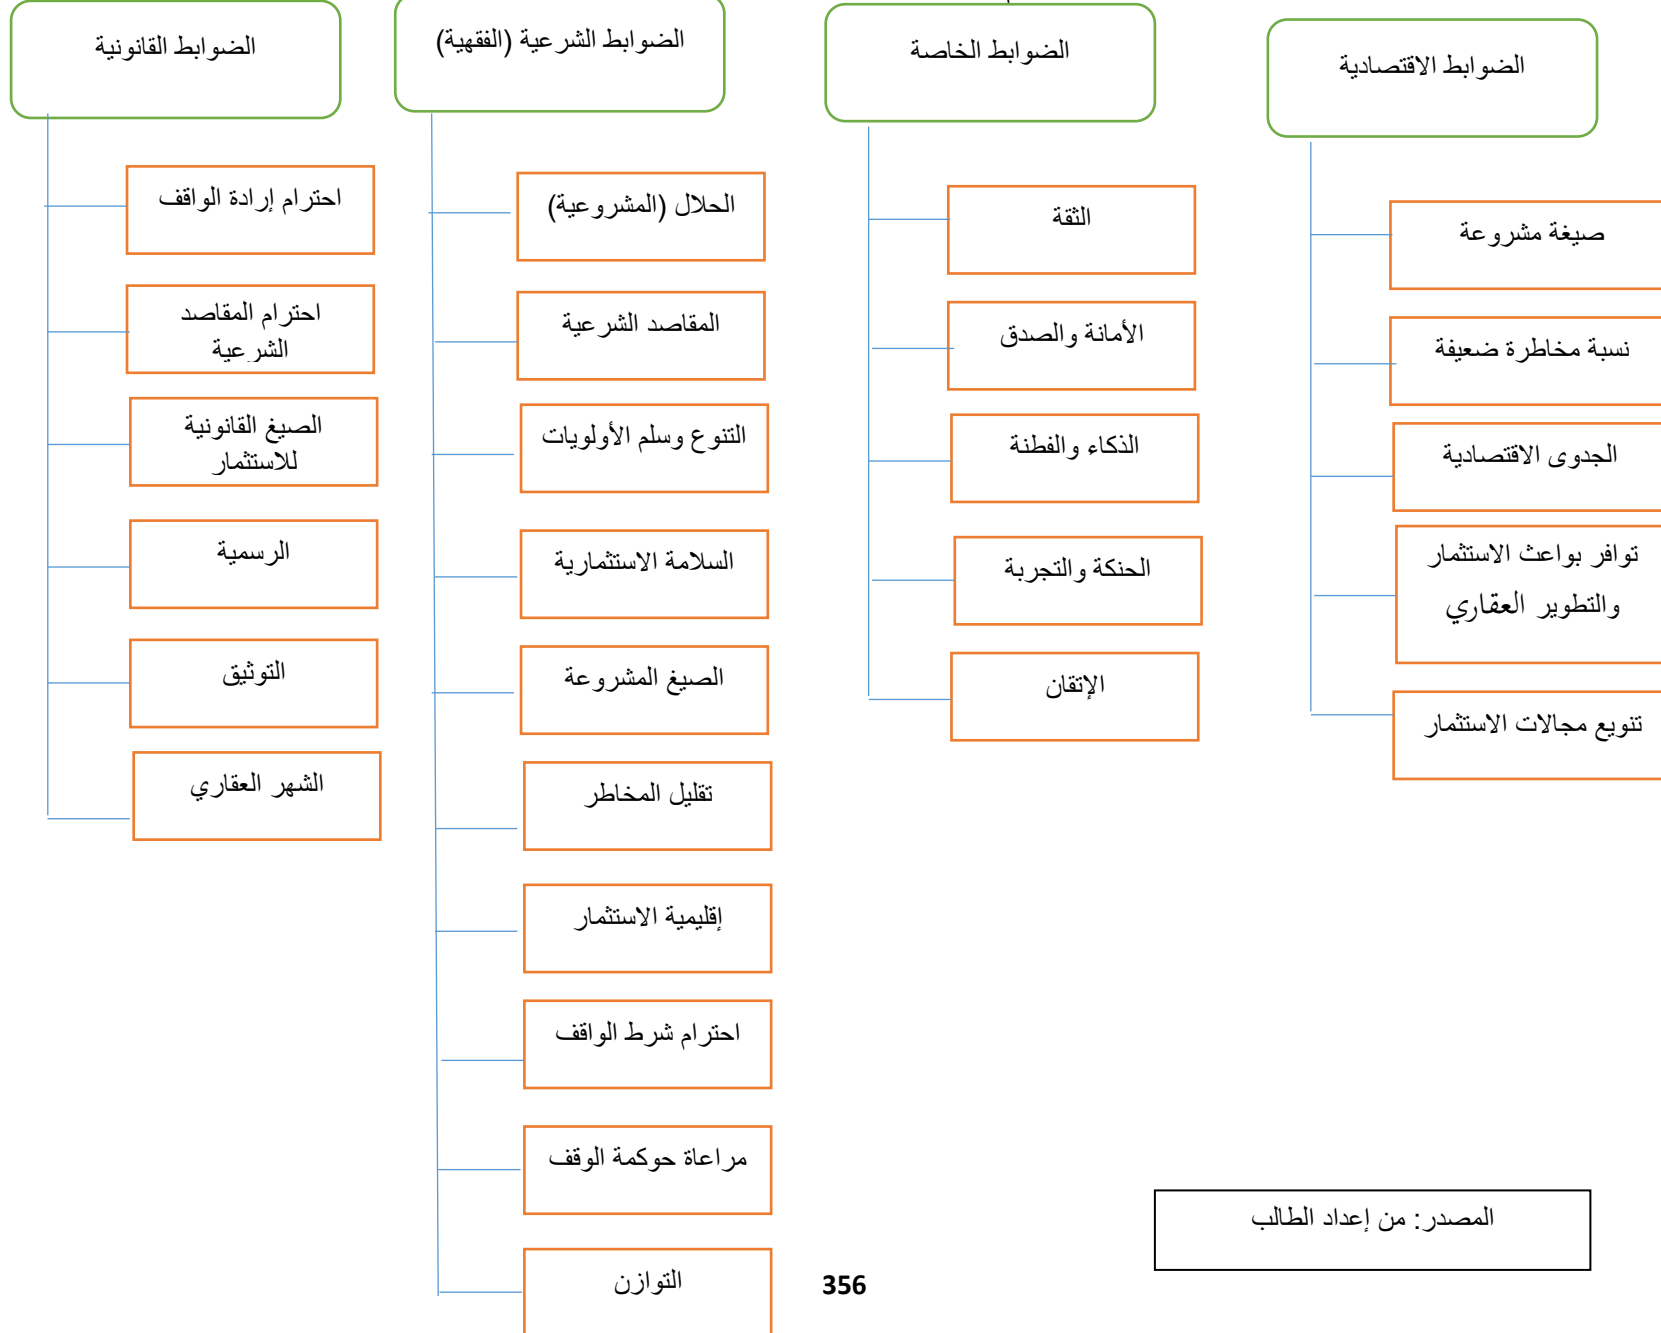 الضوابط الاقتصادية
صيغة مشروعة
نسبة مخاطرة ضعيفة
الجدوى الاقتصادية
توافر بواعث الاستثمار
والتطوير العقاري
تنويع مجالات الاستثمار
الضوابط الخاصة
الثقة
الأمانة والصدق
الذكاء والفطنة
الحنكة والتجربة
الإتقان
الضوابط الشرعية (الفقهية)
الحلال (المشروعية)
المقاصد الشرعية
التنوع وسلم الأولويات
السلامة الاستثمارية
الصيغ المشروعة
تقليل المخاطر
إقليمية الاستثمار
احترام شرط الواقف
مراعاة حوكمة الوقف
التوازن
الضوابط القانونية
احترام إرادة الواقف
احترام المقاصد
الشرعية
الصيغ القانونية
للاستثمار
الرسمية
التوثيق
الشهر العقاري
المصدر: من إعداد الطالب
356